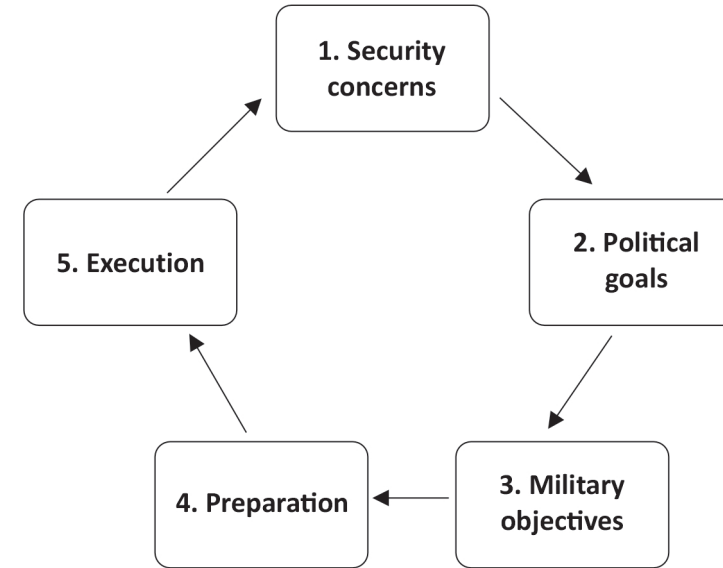 1. Security
concerns
2. Political
goals
3. Military
objectives
4. Preparation
5. Execution